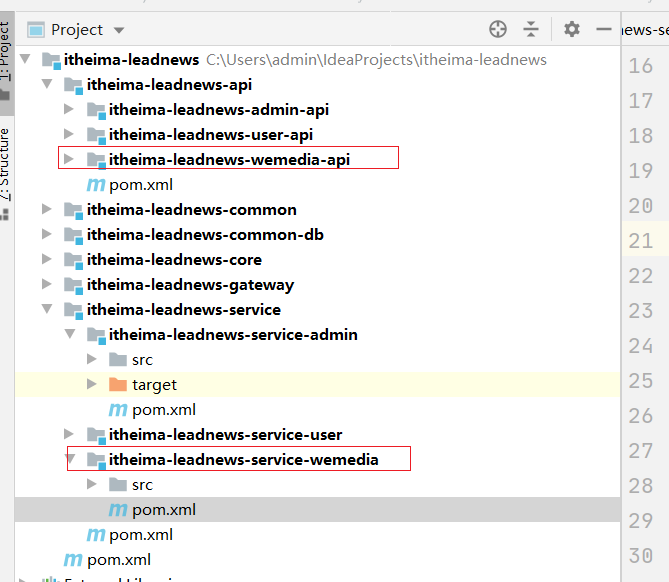 Project
ews-se
1: Project
itheima-leadnews C:\Users\admin\IdeaProjects\itheima-leadnews
itheima-leadnews-api
itheima-leadnews-admin-api
itheima-leadnews-user-api
itheima-leadnews-wemedia-api
pom.xml
itheima-leadnews-common
itheima-leadnews-common-db
itheima-leadnews-core
itheima-leadnews-gateway
itheima-leadnews-service
itheima-leadnews-service-admin
src
target
pom.xml
itheima-leadnews-service-user
itheima-leadnews-service-wemedia
src
pom.xml
pom.xml
pom.xml
7: Structure
16
17
18
19
20
21
22
23
24
25
26
27
28
29
30